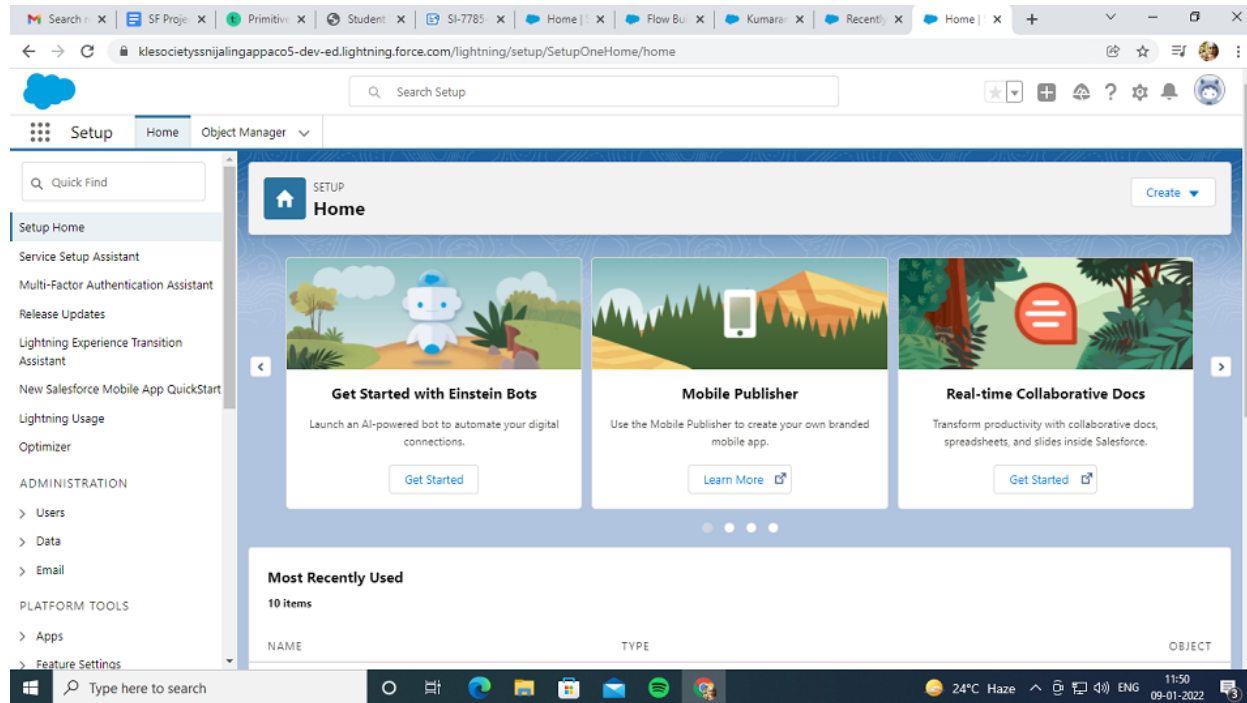 Search r
SF Proje
Primitive
Student
SI-7785-
Home | S
Flow Bui
Kumarar
Recently
Home | S
klesocietyssnijalingappaco5-dev-ed.lightning.force.com/lightning/setup/SetupOneHome/home
Search Setup
Setup
Home
Object Manager
Quick Find
Setup Home
Service Setup Assistant
Multi-Factor Authentication Assistant
Release Updates
Lightning Experience Transition
Assistant
New Salesforce Mobile App QuickStart
Lightning Usage
Optimizer
ADMINISTRATION
Users
Data
Email
PLATFORM TOOLS
Apps
Feature Settings
SETUP
Home
Create
Get Started with Einstein Bots
Launch an AI-powered bot to automate your digital
connections.
Get Started
Mobile Publisher
Use the Mobile Publisher to create your own branded
mobile app.
Learn More
Real-time Collaborative Docs
Transform productivity with collaborative docs,
spreadsheets, and slides inside Salesforce.
Get Started
Most Recently Used
10 items
NAME TYPE OBJECT
Type here to search
24°C Haze
ENG
11:50
09-01-2022
3